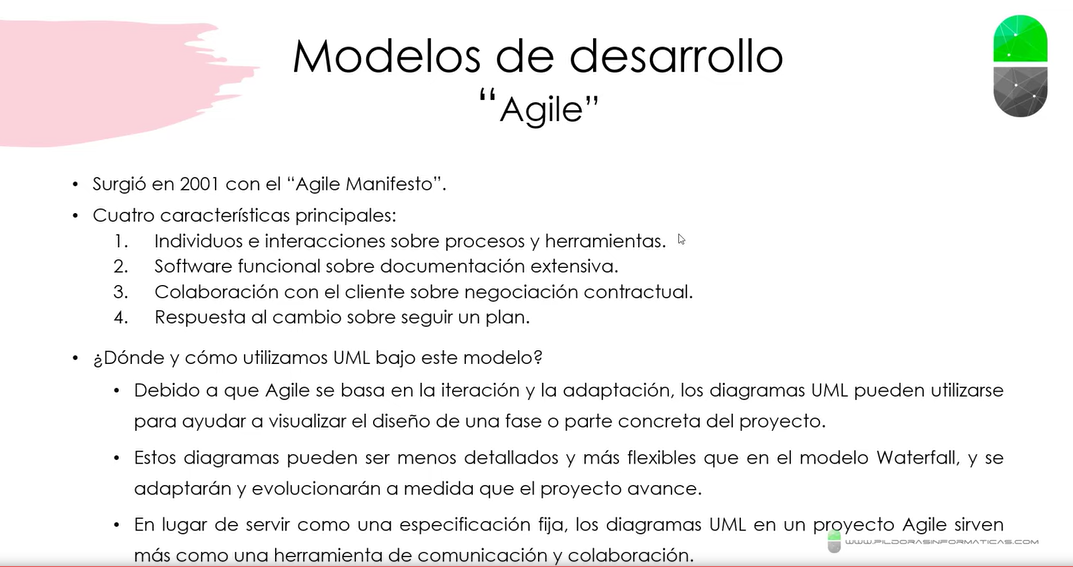 Modelos de desarrollo
“Agile”
• Surgió en 2001 con el “Agile Manifesto”.
• Cuatro características principales:
1. Individuos e interacciones sobre procesos y herramientas.
2. Software funcional sobre documentación extensiva.
3. Colaboración con el cliente sobre negociación contractual.
4. Respuesta al cambio sobre seguir un plan.
• ¿Dónde y cómo utilizamos UML bajo este modelo?
• Debido a que Agile se basa en la iteración y la adaptación, los diagramas UML pueden utilizarse
para ayudar a visualizar el diseño de una fase o parte concreta del proyecto.
• Estos diagramas pueden ser menos detallados y más flexibles que en el modelo Waterfall, y se
adaptarán y evolucionarán a medida que el proyecto avance.
• En lugar de servir como una especificación fija, los diagramas UML en un proyecto Agile sirven
más como una herramienta de comunicación y colaboración.
WWW.PILDORASINFORMATICAS.COM